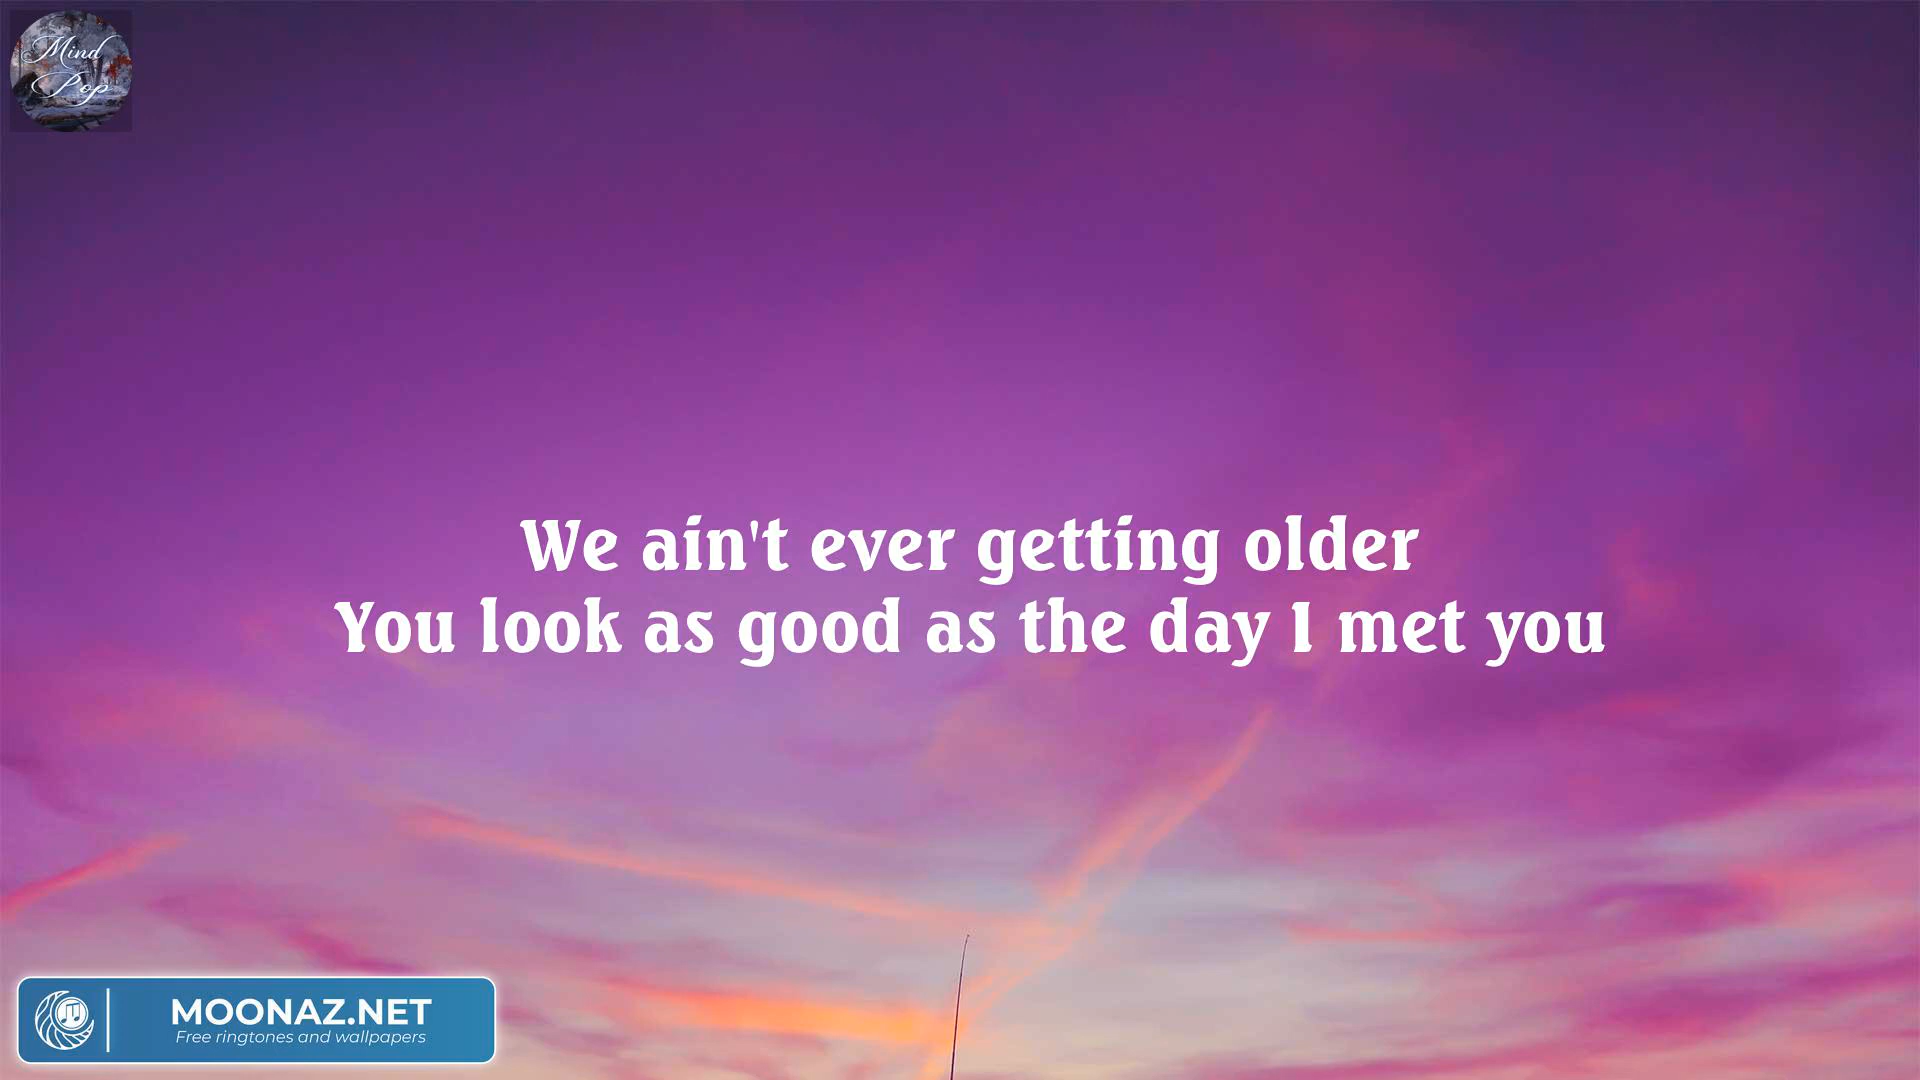 Mind
Pop
We ain't ever getting older
You look as good as the day I met you
MOONAZ.NET
Free ringtones and wallpapers